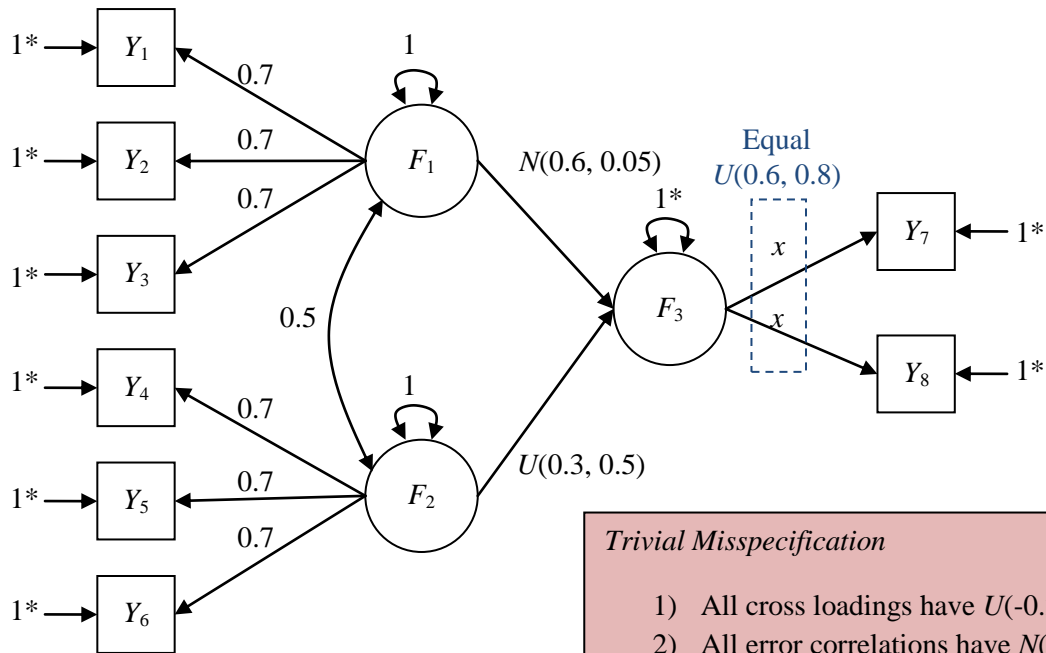 1*
Y1
0.7
1
1*
Y2
0.7
F1
N(0.6, 0.05)
Equal
U(0.6, 0.8)
0.7
1*
Y3
1*
x
Y7
1*
0.5
F3
x
1*
Y4
0.7
1
Y8
1*
1*
Y5
0.7
F2
U(0.3, 0.5)
0.7
1*
Y6
Trivial Misspecification
1) All cross loadings have U(-0.
2) All error correlations have N(